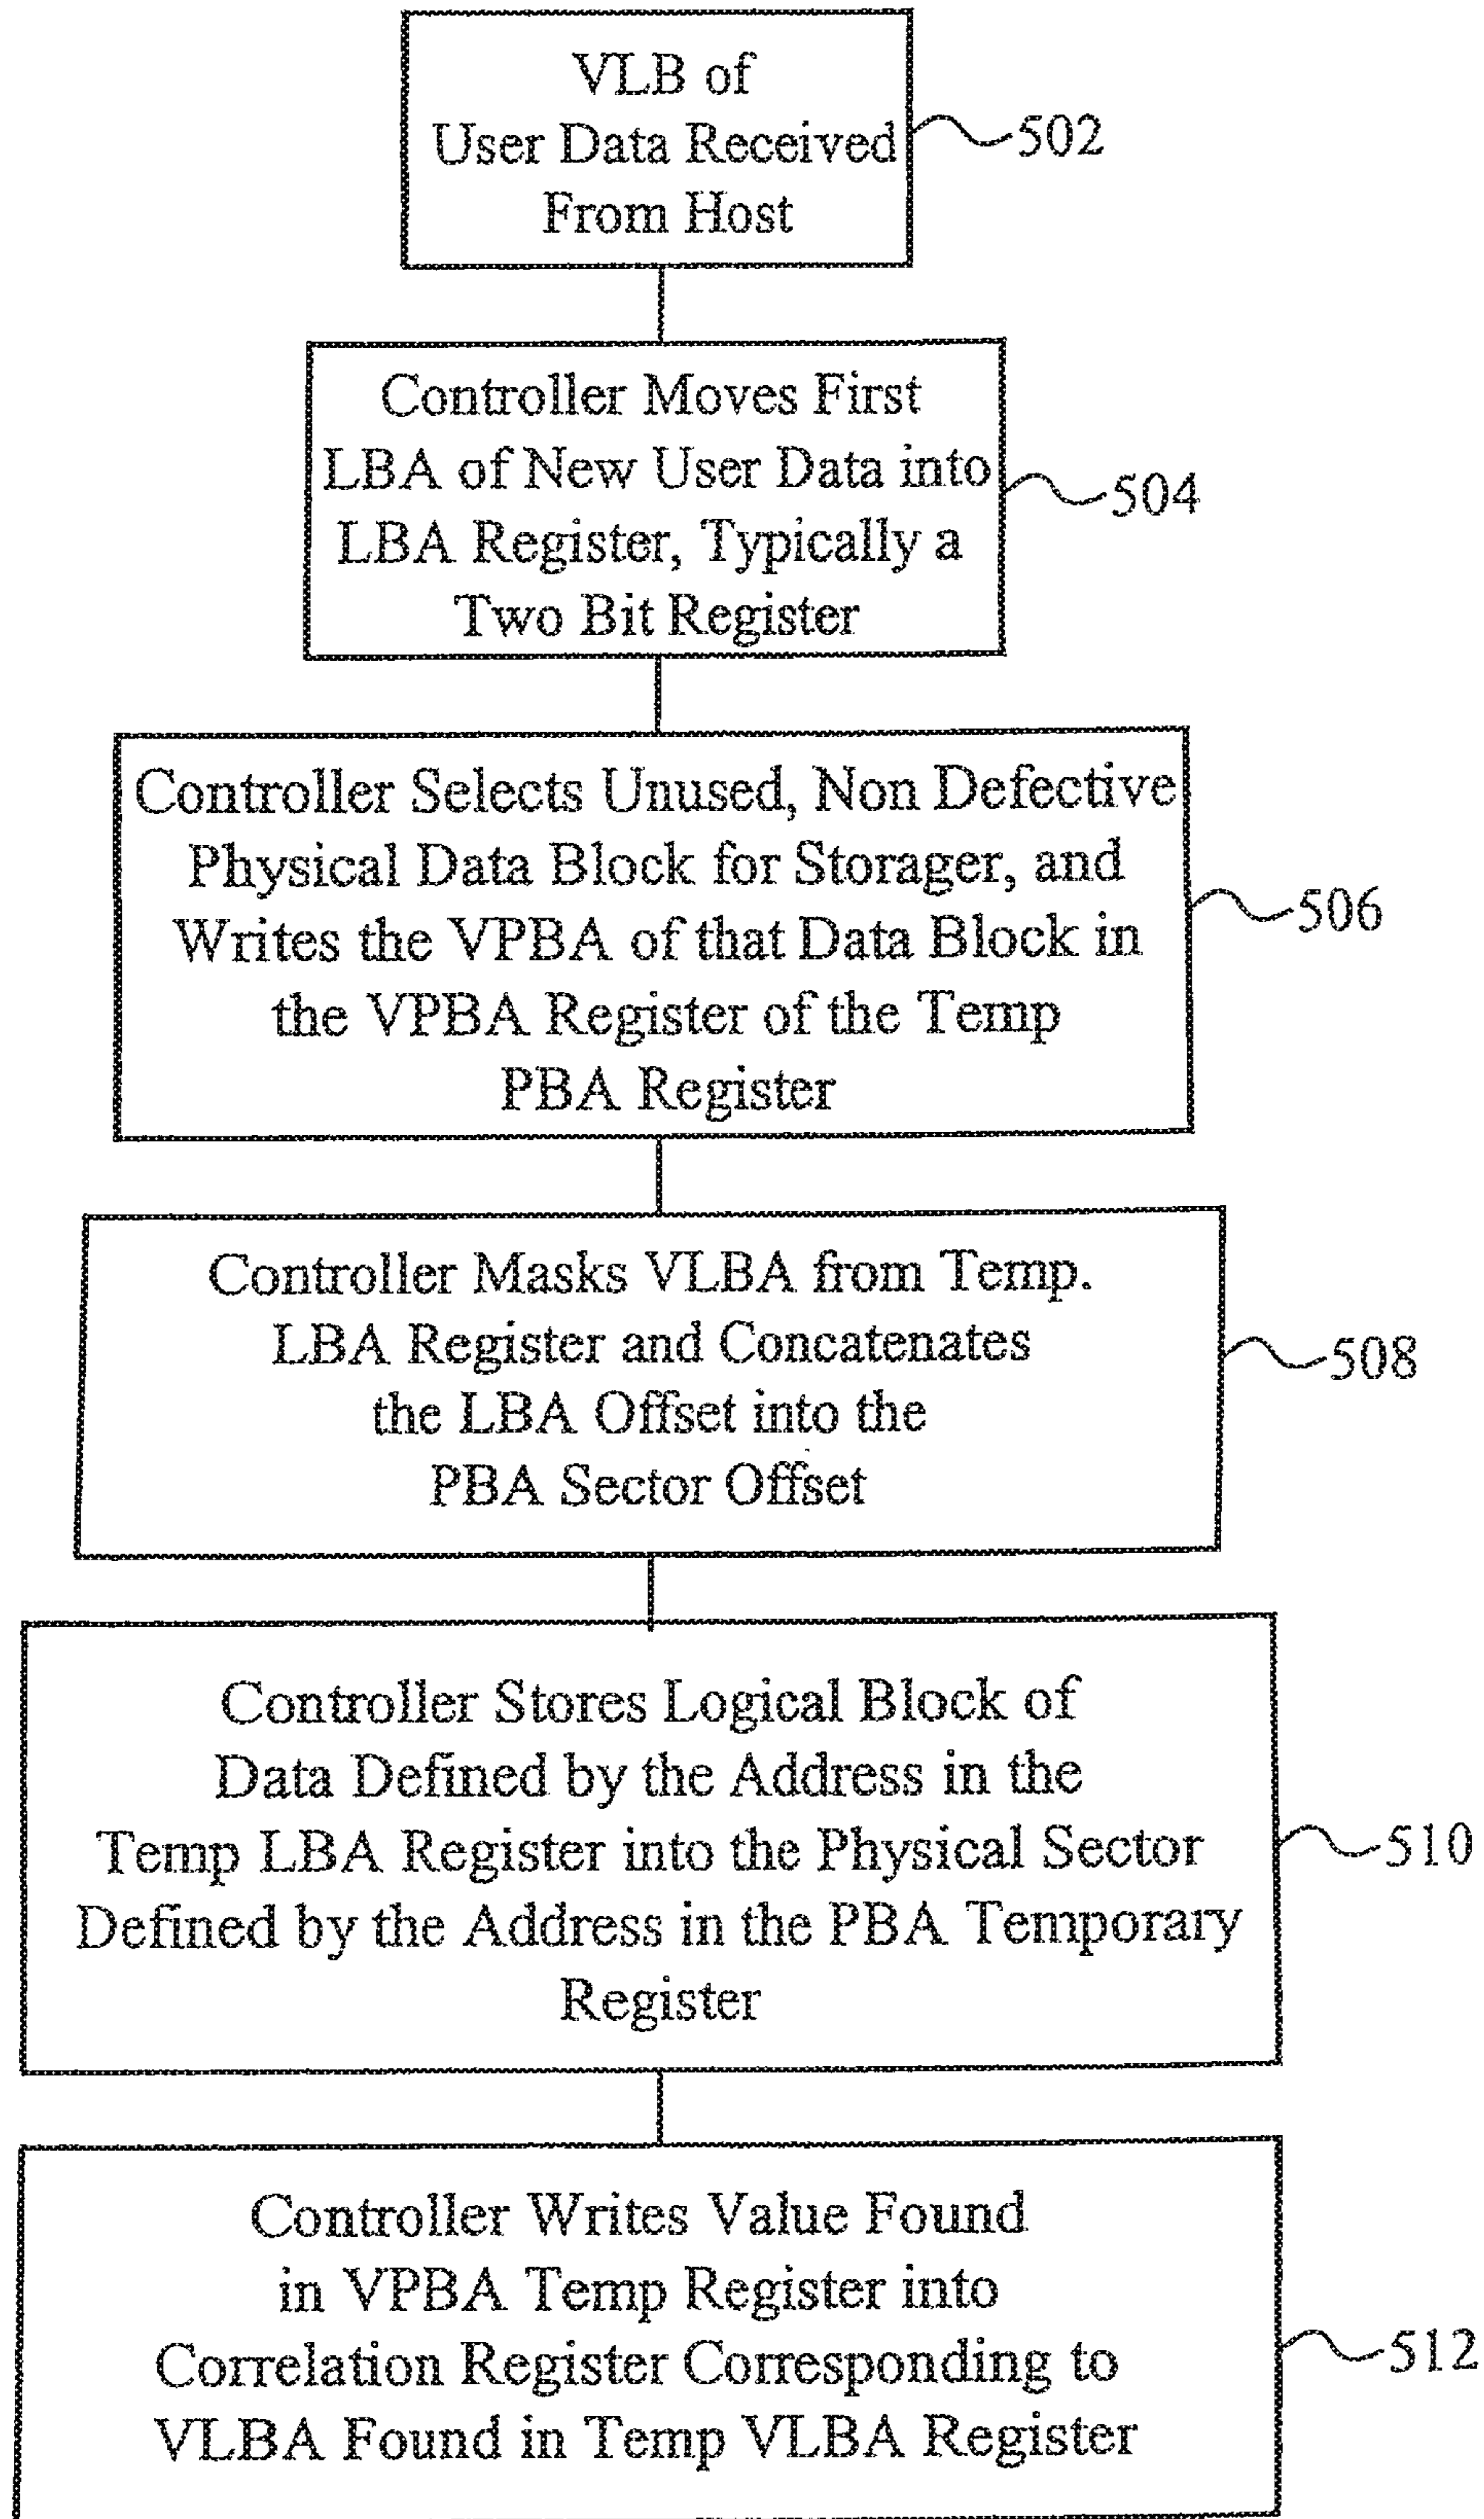 VLB of
User Data Received
From Host
502
Controller Moves First
LBA of New User Data into
LBA Register, Typically a
Two Bit Register
504
Controller Selects Unused, Non Defective
Physical Data Block for Storager, and
Writes the VPBA of that Data Block in
the VPBA Register of the Temp
PBA Register
506
Controller Masks VLBA from Temp.
LBA Register and Concatenates
the LBA Offset into the
PBA Sector Offset
508
Controller Stores Logical Block of
Data Defined by the Address in the
Temp LBA Register into the Physical Sector
Defined by the Address in the PBA Temporary
Register
510
Controller Writes Value Found
in VPBA Temp Register into
Correlation Register Corresponding to
VLBA Found in Temp VLBA Register
512